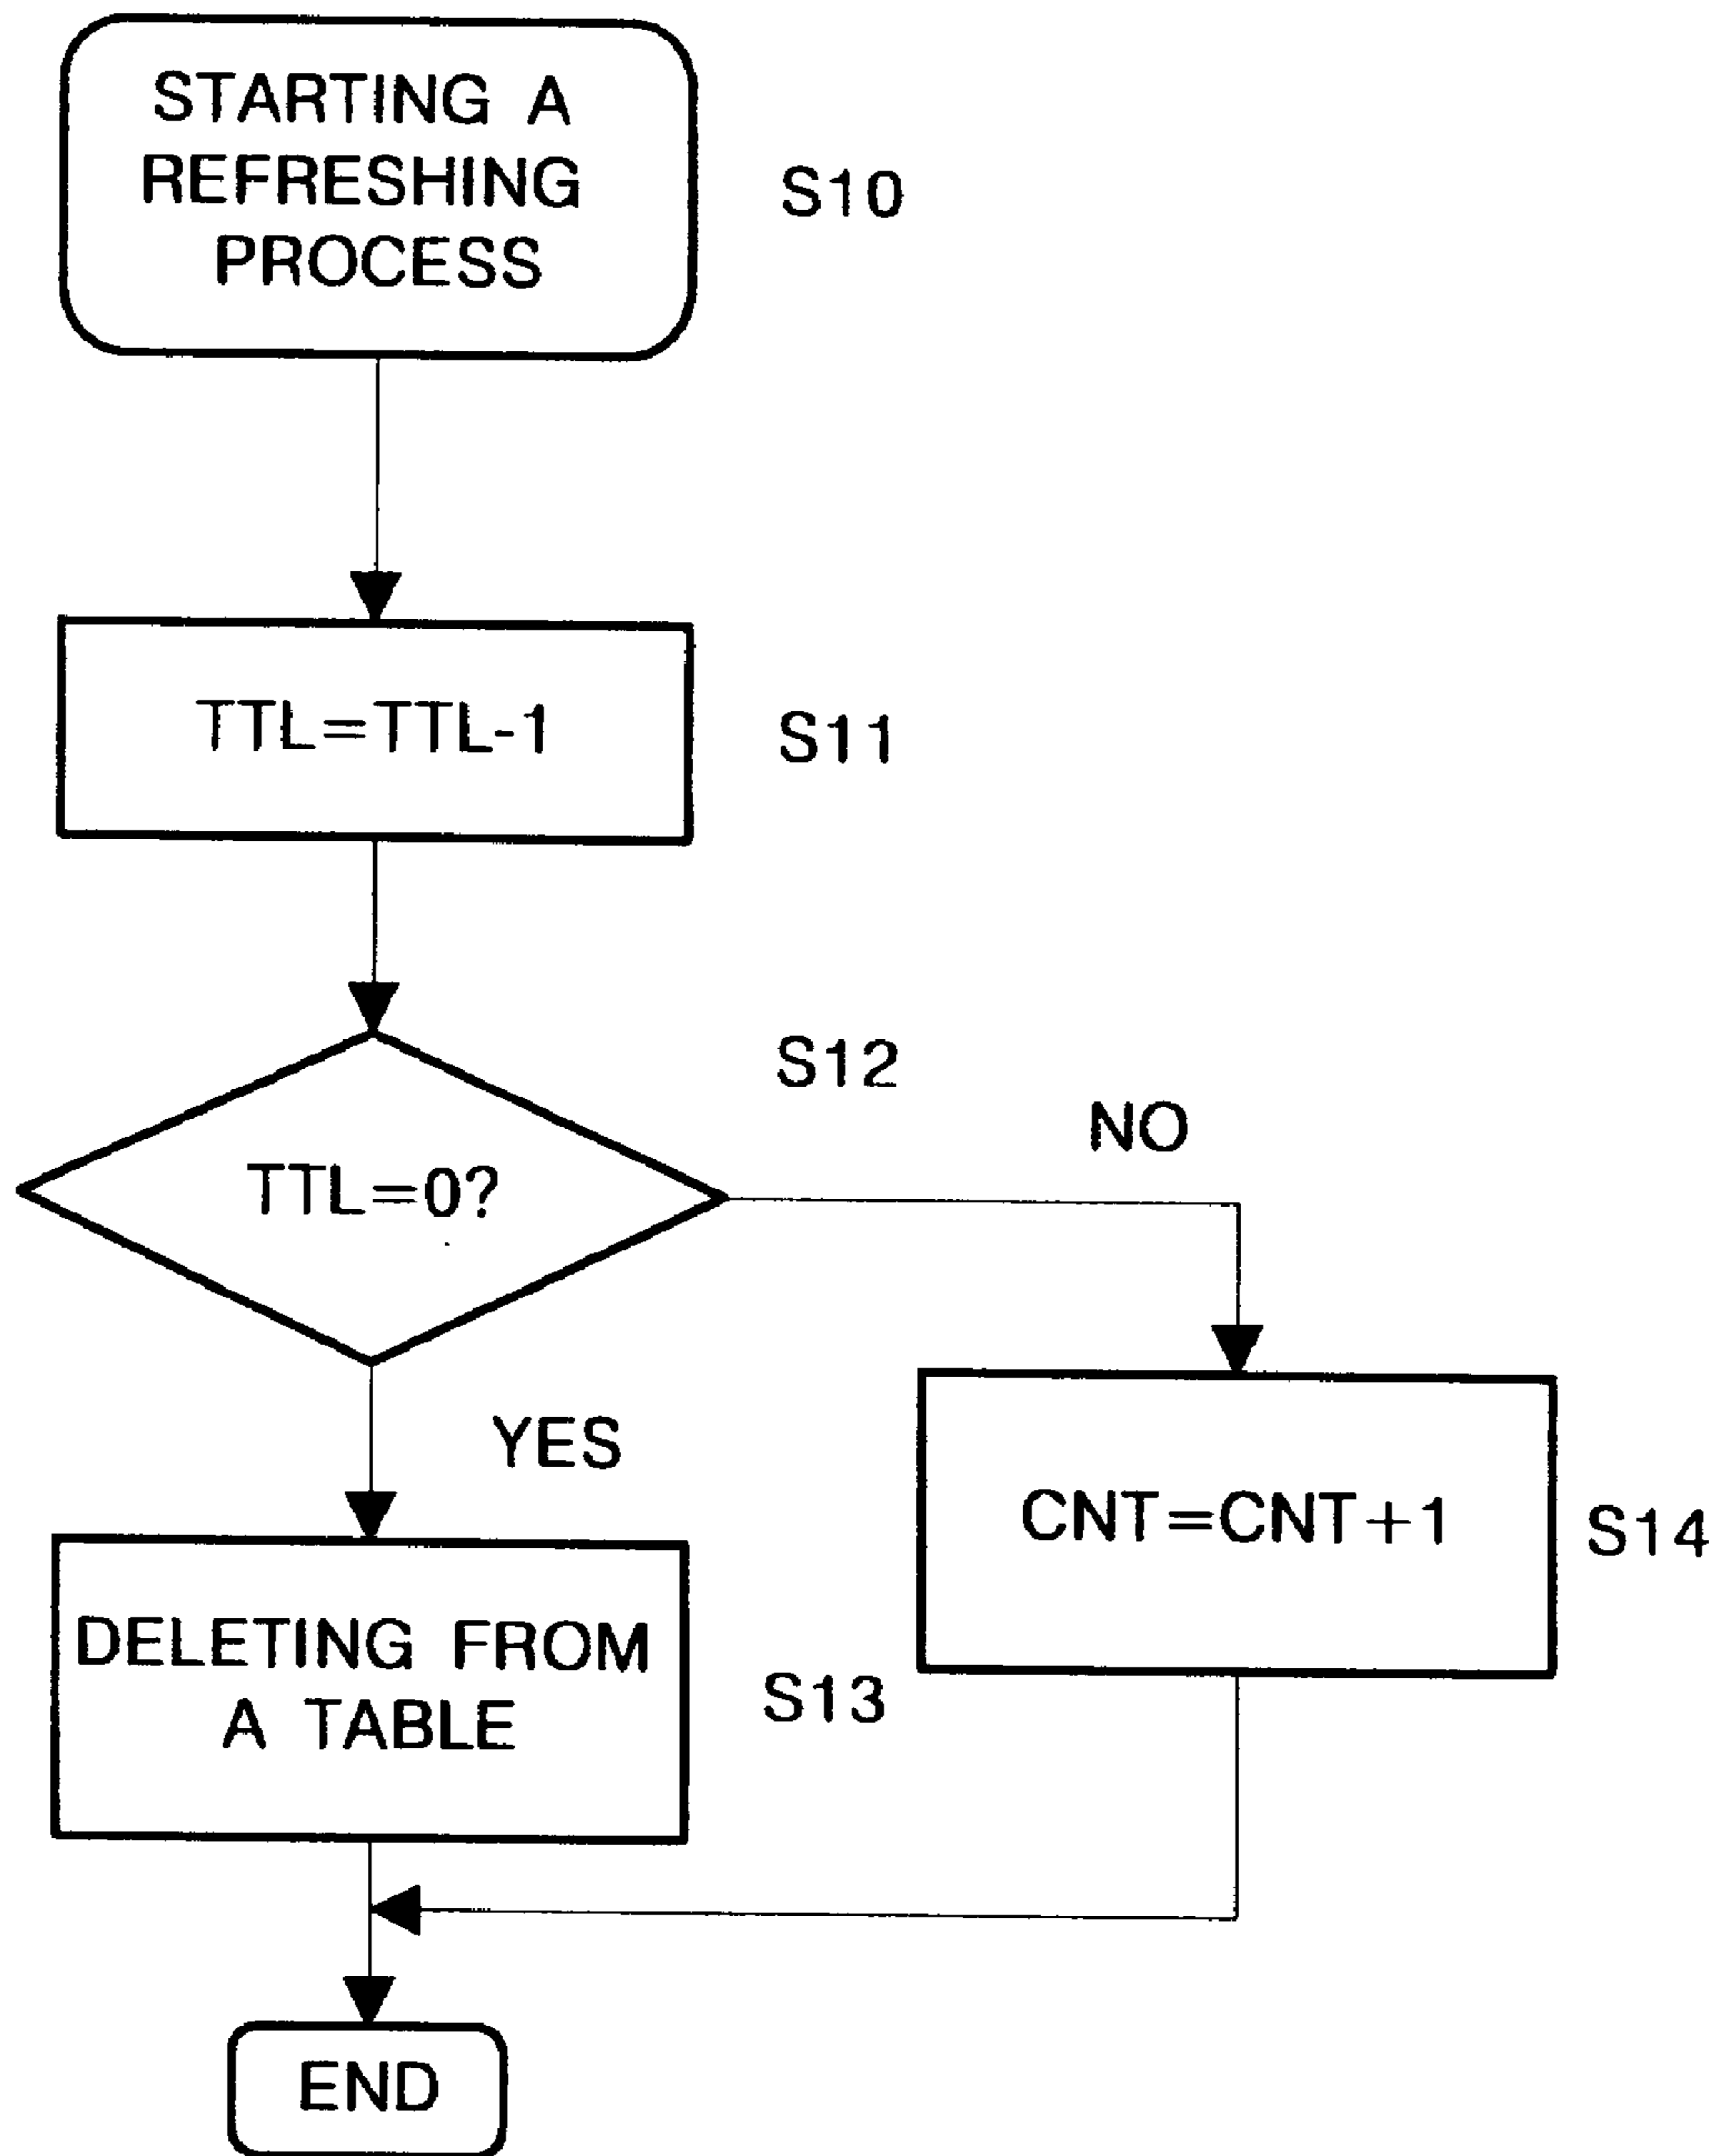 STARTING A
REFRESHING
PROCESS
S10
TTL=TTL-1
S11
S12
NO
TTL=0?
YES
CNT=CNT+1
S14
DELETING FROM
A TABLE
S13
END